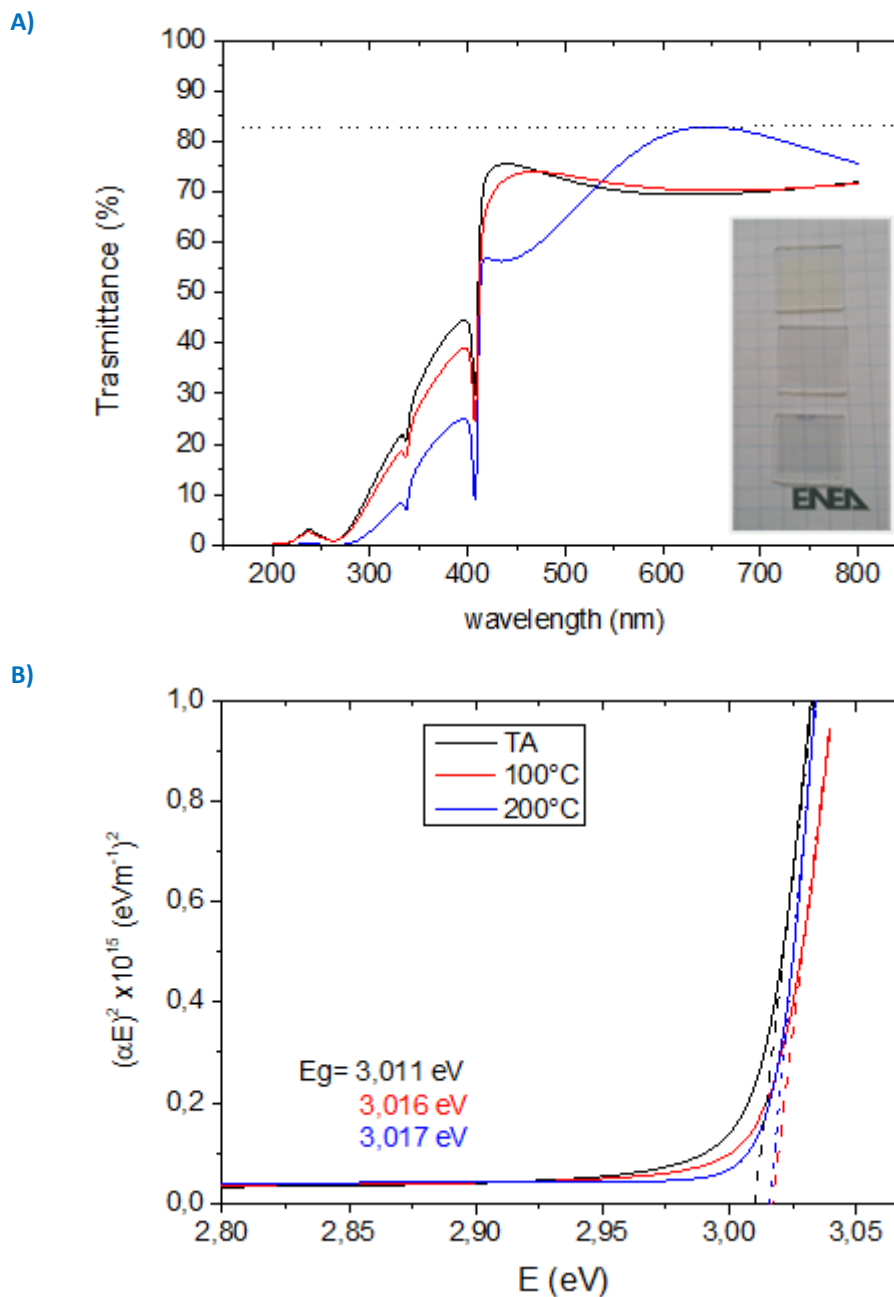 A)
100
90
80
70
60
50
40
30
20
10
0
Trasmittance (%)
200 300 400 500 600 700 800
wavelength (nm)
ENEA
B)
1,0
0,8
0,6
0,4
0,2
0,0
(αE)² x10¹⁵ (eVm⁻¹)²
TA
100°C
200°C
Eg= 3,011 eV
3,016 eV
3,017 eV
2,80 2,85 2,90 2,95 3,00 3,05
E (eV)